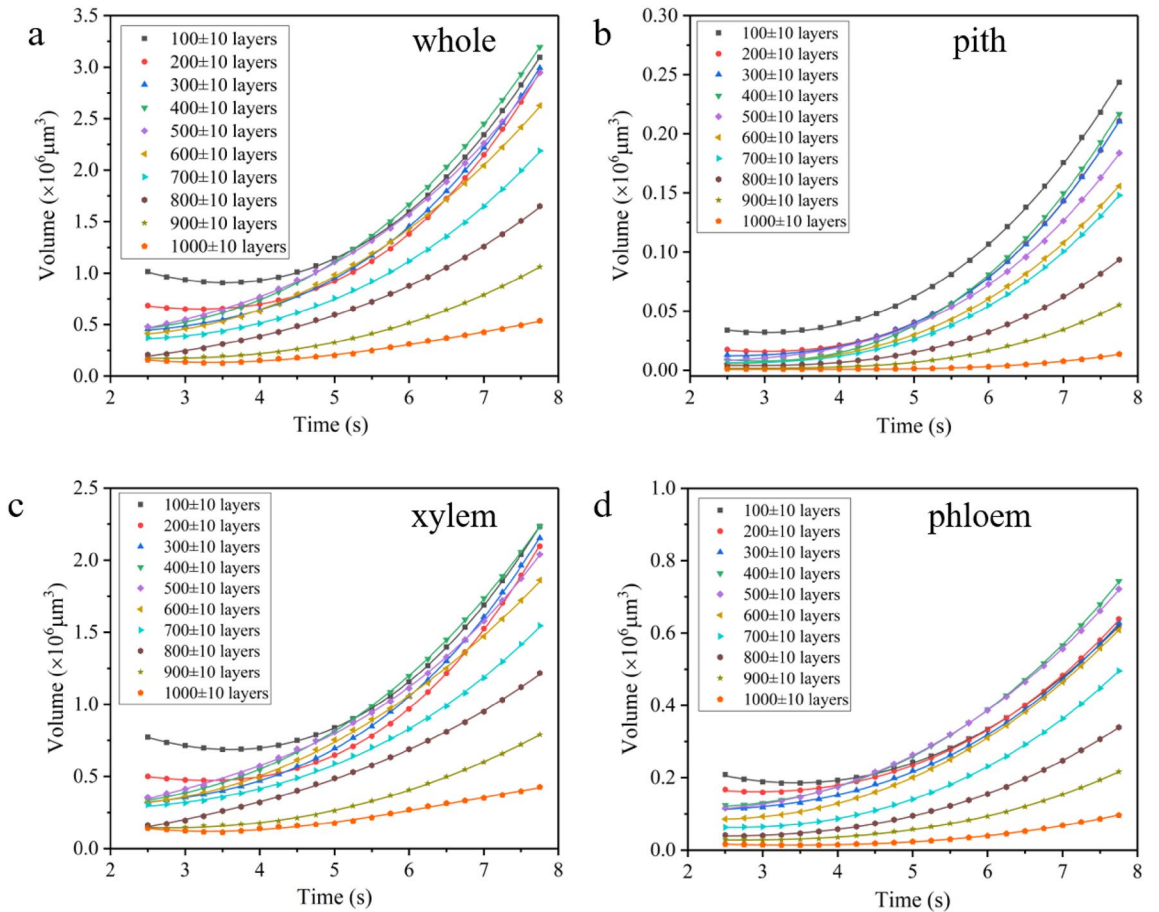 a
whole
100±10 layers
200±10 layers
300±10 layers
400±10 layers
500±10 layers
600±10 layers
700±10 layers
800±10 layers
900±10 layers
1000±10 layers
3.5
3.0
2.5
2.0
1.5
1.0
0.5
0.0
Volume (×10⁶μm³)
2 3 4 5 6 7 8
Time (s)
b
pith
100±10 layers
200±10 layers
300±10 layers
400±10 layers
500±10 layers
600±10 layers
700±10 layers
800±10 layers
900±10 layers
1000±10 layers
0.30
0.25
0.20
0.15
0.10
0.05
0.00
Volume (×10⁶μm³)
2 3 4 5 6 7 8
Time (s)
c
xylem
100±10 layers
200±10 layers
300±10 layers
400±10 layers
500±10 layers
600±10 layers
700±10 layers
800±10 layers
900±10 layers
1000±10 layers
2.5
2.0
1.5
1.0
0.5
0.0
Volume (×10⁶μm³)
2 3 4 5 6 7 8
Time (s)
d
phloem
100±10 layers
200±10 layers
300±10 layers
400±10 layers
500±10 layers
600±10 layers
700±10 layers
800±10 layers
900±10 layers
1000±10 layers
1.0
0.8
0.6
0.4
0.2
0.0
Volume (×10⁶μm³)
2 3 4 5 6 7 8
Time (s)